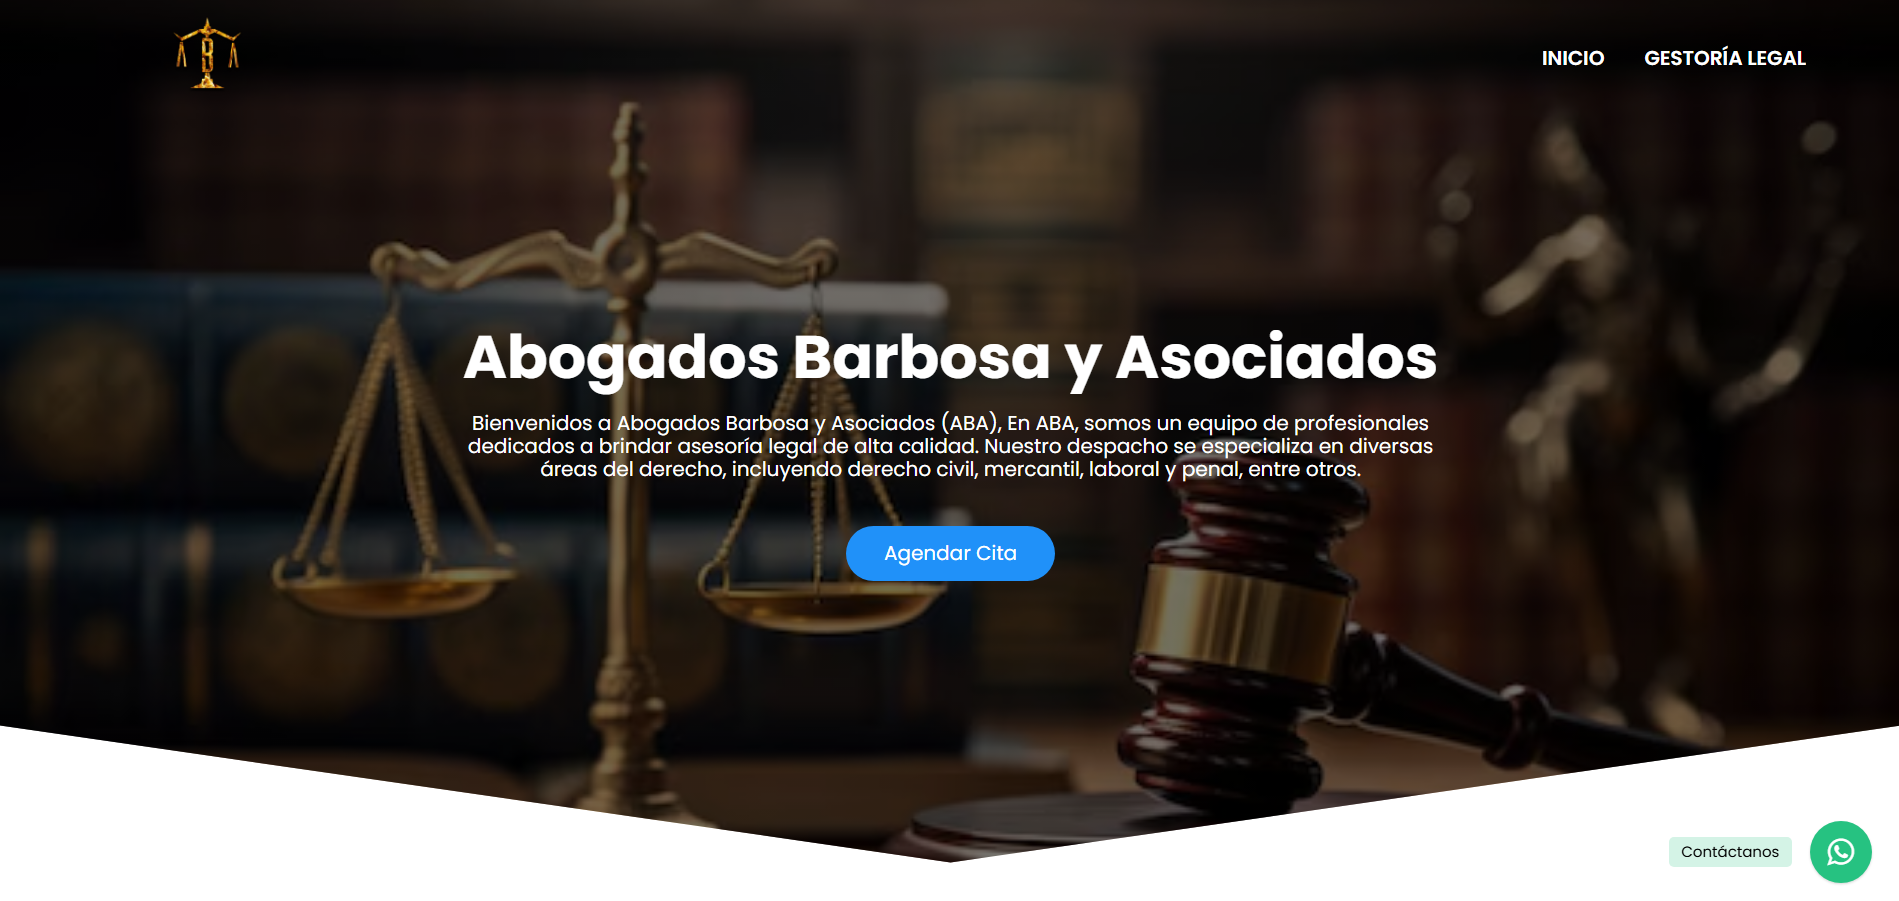 B
INICIO
GESTORÍA LEGAL
Abogados Barbosa y Asociados
Bienvenidos a Abogados Barbosa y Asociados (ABA), En ABA, somos un equipo de profesionales
dedicados a brindar asesoría legal de alta calidad. Nuestro despacho se especializa en diversas
áreas del derecho, incluyendo derecho civil, mercantil, laboral y penal, entre otros.
Agendar Cita
Contáctanos